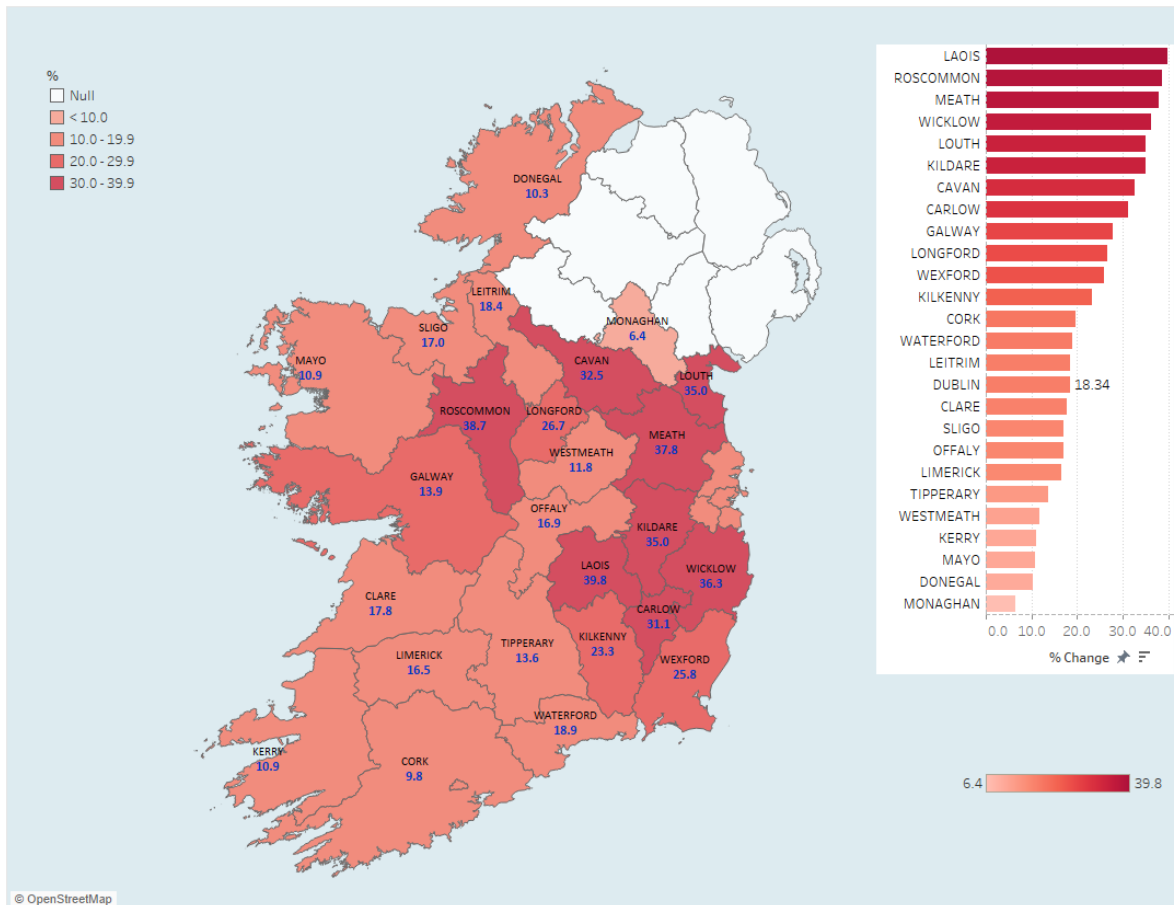 %
Null
< 10.0
10.0 - 19.9
20.0 - 29.9
30.0 - 39.9
DONEGAL
10.3
LEITRIM
18.4
SLIGO
17.0
MONAGHAN
6.4
MAYO
10.9
CAVAN
32.5
LOUTH
35.0
ROSCOMMON
38.7
LONGFORD
26.7
MEATH
37.8
WESTMEATH
11.8
GALWAY
13.9
OFFALY
16.9
KILDARE
35.0
LAOIS
39.8
WICKLOW
36.3
CLARE
17.8
CARLOW
31.1
TIPPERARY
13.6
KILKENNY
23.3
LIMERICK
16.5
WEXFORD
25.8
WATERFORD
18.9
KERRY
10.9
CORK
9.8
© OpenStreetMap
LAOIS
ROSCOMMON
MEATH
WICKLOW
LOUTH
KILDARE
CAVAN
CARLOW
GALWAY
LONGFORD
WEXFORD
KILKENNY
CORK
WATERFORD
LEITRIM
DUBLIN 18.34
CLARE
SLIGO
OFFALY
LIMERICK
TIPPERARY
WESTMEATH
KERRY
MAYO
DONEGAL
MONAGHAN
0.0 10.0 20.0 30.0 40.0
% Change
6.4 39.8